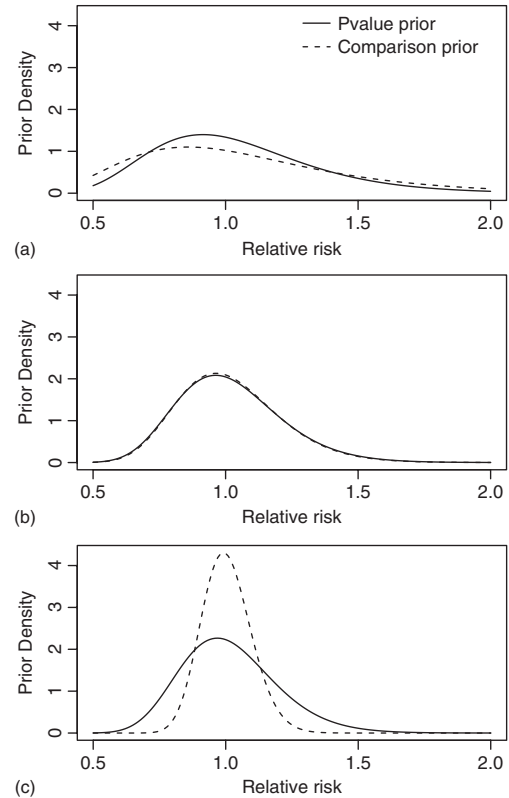 Pvalue prior
Comparison prior
Prior Density
0 1 2 3 4
0.5 1.0 1.5 2.0
Relative risk
(a)
Prior Density
0 1 2 3 4
0.5 1.0 1.5 2.0
Relative risk
(b)
Prior Density
0 1 2 3 4
0.5 1.0 1.5 2.0
Relative risk
(c)